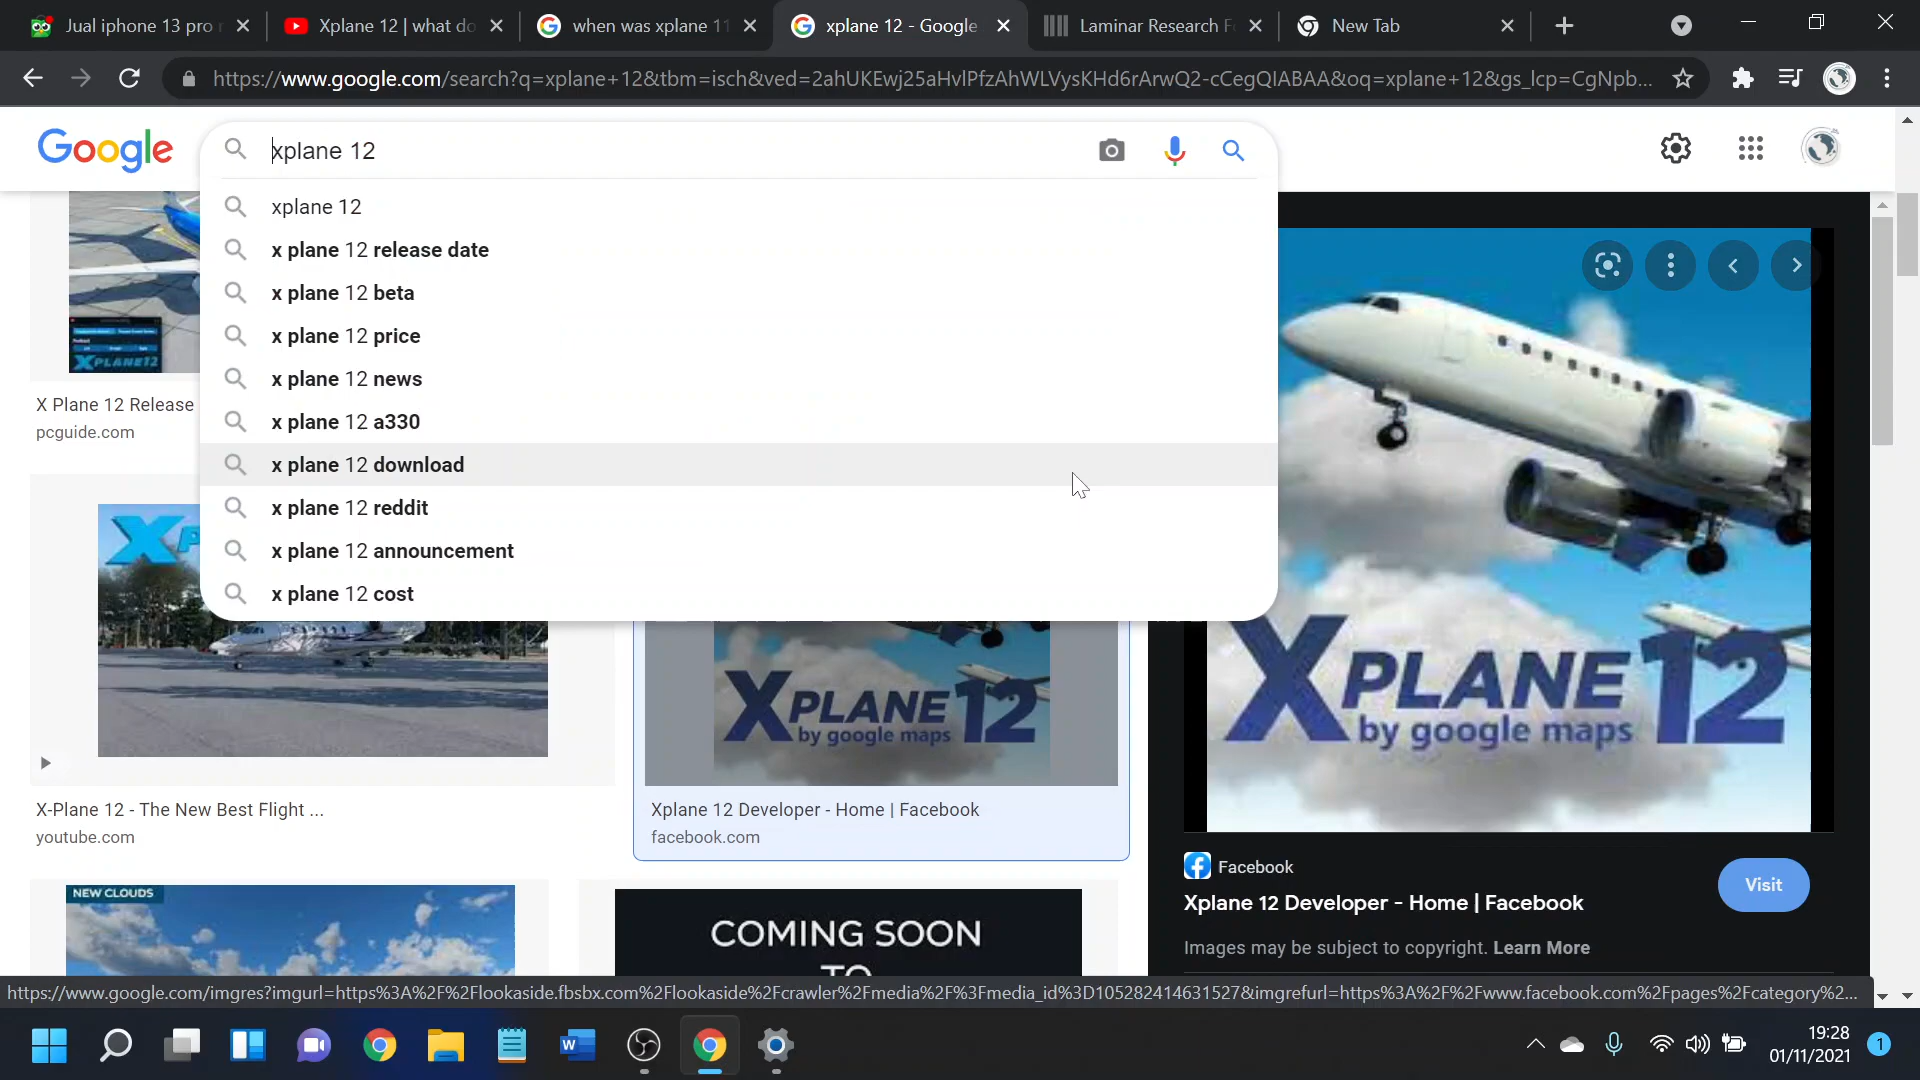 Jual iphone 13 pro
Xplane 12 | what do
when was xplane 11
xplane 12 - Google
Laminar Research F
New Tab
https://www.google.com/search?q=xplane+12&tbm=isch&ved=2ahUKEwj25aHvlPfzAhWLVysKHd6rArwQ2-cCegQIABAA&oq=xplane+12&gs_lcp=CgNpb...
Google
xplane 12
xplane 12
x plane 12 release date
x plane 12 beta
x plane 12 price
x plane 12 news
x plane 12 a330
x plane 12 download
x plane 12 reddit
x plane 12 announcement
x plane 12 cost
XPLANE12
X Plane 12 Release
pcguide.com
X-Plane 12 - The New Best Flight ...
youtube.com
XPLANE 12
by google maps
Xplane 12 Developer - Home | Facebook
facebook.com
XPLANE 12
by google maps
Facebook
Xplane 12 Developer - Home | Facebook
Visit
Images may be subject to copyright. Learn More
NEW CLOUDS
COMING SOON
TO
https://www.google.com/imgres?imgurl=https%3A%2F%2Flookaside.fbsbx.com%2Flookaside%2Fcrawler%2Fmedia%2F%3Fmedia_id%3D105282414631527&imgrefurl=https%3A%2F%2Fwww.facebook.com%2Fpages%2Fcategory%2...
19:28
01/11/2021
1